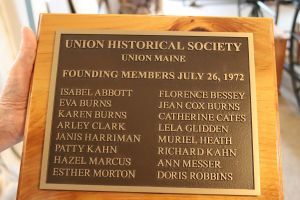 UNION HISTORICAL SOCIETY
UNION MAINE
FOUNDING MEMBERS JULY 26, 1972
ISABEL ABBOTT
EVA BURNS
KAREN BURNS
ARLEY CLARK
JANIS HARRIMAN
PATTY KAHN
HAZEL MARCUS
ESTHER MORTON
FLORENCE BESSEY
JEAN COX BURNS
CATHERINE CATES
LELA GLIDDEN
MURIEL HEATH
RICHARD KAHN
ANN MESSER
DORIS ROBBINS